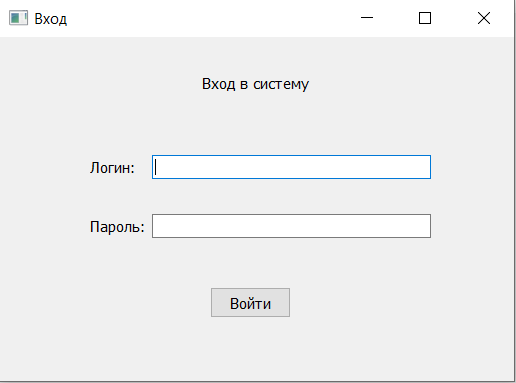 Вход
Вход в систему
Логин:
Пароль:
Войти